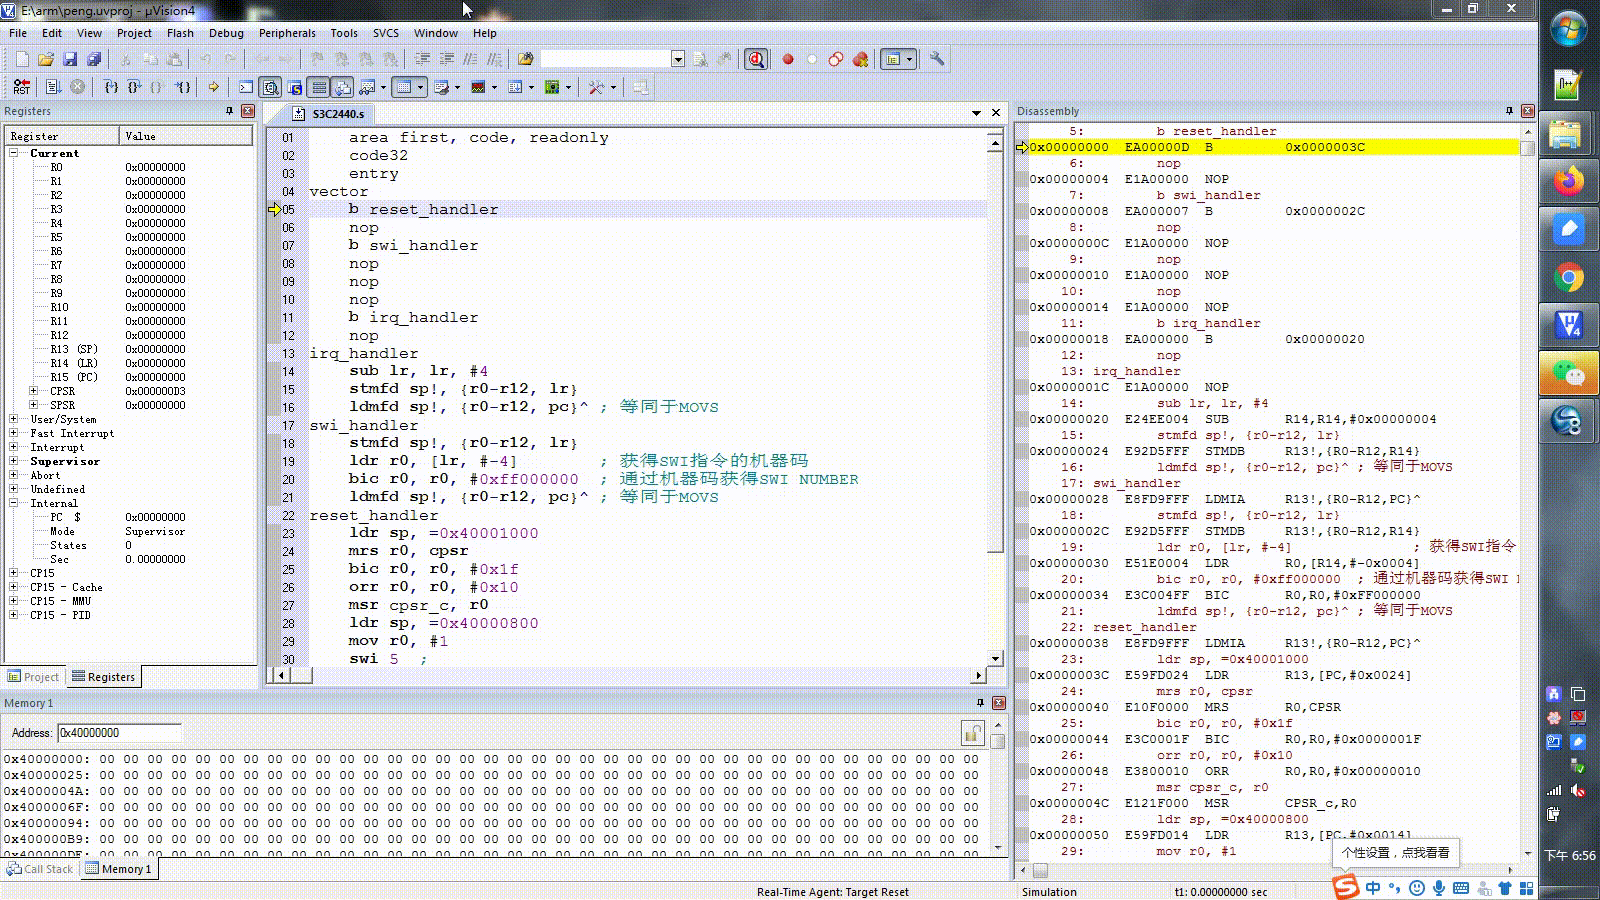 E:\arm\peng.uvproj - µVision4
File Edit View Project Flash Debug Peripherals Tools SVCS Window Help
Registers
Register Value
Current
R0 0x00000000
R1 0x00000000
R2 0x00000000
R3 0x00000000
R4 0x00000000
R5 0x00000000
R6 0x00000000
R7 0x00000000
R8 0x00000000
R9 0x00000000
R10 0x00000000
R11 0x00000000
R12 0x00000000
R13 (SP) 0x00000000
R14 (LR) 0x00000000
R15 (PC) 0x00000000
CPSR 0x000000D3
SPSR 0x00000000
User/System
Fast Interrupt
Interrupt
Supervisor
Abort
Undefined
Internal
PC $ 0x00000000
Mode Supervisor
States 0
Sec 0.00000000
CP15
CP15 - Cache
CP15 - MMU
CP15 - PID
Project Registers
S3C2440.s
01 area first, code, readonly
02 code32
03 entry
04 vector
05 b reset_handler
06 nop
07 b swi_handler
08 nop
09 nop
10 nop
11 b irq_handler
12 nop
13 irq_handler
14 sub lr, lr, #4
15 stmfd sp!, {r0-r12, lr}
16 ldmfd sp!, {r0-r12, pc}^ ; 等同于MOVS
17 swi_handler
18 stmfd sp!, {r0-r12, lr}
19 ldr r0, [lr, #-4] ; 获得SWI指令的机器码
20 bic r0, r0, #0xff000000 ; 通过机器码获得SWI NUMBER
21 ldmfd sp!, {r0-r12, pc}^ ; 等同于MOVS
22 reset_handler
23 ldr sp, =0x40001000
24 mrs r0, cpsr
25 bic r0, r0, #0x1f
26 orr r0, r0, #0x10
27 msr cpsr_c, r0
28 ldr sp, =0x40000800
29 mov r0, #1
30 swi 5 ;
Disassembly
5: b reset_handler
0x00000000 EA00000D B 0x0000003C
6: nop
0x00000004 E1A00000 NOP
7: b swi_handler
0x00000008 EA000007 B 0x0000002C
8: nop
0x0000000C E1A00000 NOP
9: nop
0x00000010 E1A00000 NOP
10: nop
0x00000014 E1A00000 NOP
11: b irq_handler
0x00000018 EA000000 B 0x00000020
12: nop
13: irq_handler
0x0000001C E1A00000 NOP
14: sub lr, lr, #4
0x00000020 E24EE004 SUB R14,R14,#0x00000004
15: stmfd sp!, {r0-r12, lr}
0x00000024 E92D5FFF STMDB R13!,{R0-R12,R14}
16: ldmfd sp!, {r0-r12, pc}^ ; 等同于MOVS
17: swi_handler
0x00000028 E8FD9FFF LDMIA R13!,{R0-R12,PC}^
18: stmfd sp!, {r0-r12, lr}
0x0000002C E92D5FFF STMDB R13!,{R0-R12,R14}
19: ldr r0, [lr, #-4] ; 获得SWI指令
0x00000030 E51E0004 LDR R0,[R14,#-0x0004]
20: bic r0, r0, #0xff000000 ; 通过机器码获得SWI
0x00000034 E3C004FF BIC R0,R0,#0xFF000000
21: ldmfd sp!, {r0-r12, pc}^ ; 等同于MOVS
22: reset_handler
0x00000038 E8FD9FFF LDMIA R13!,{R0-R12,PC}^
23: ldr sp, =0x40001000
0x0000003C E59FD024 LDR R13,[PC,#0x0024]
24: mrs r0, cpsr
0x00000040 E10F0000 MRS R0,CPSR
25: bic r0, r0, #0x1f
0x00000044 E3C0001F BIC R0,R0,#0x0000001F
26: orr r0, r0, #0x10
0x00000048 E3800010 ORR R0,R0,#0x00000010
27: msr cpsr_c, r0
0x0000004C E121F000 MSR CPSR_c,R0
28: ldr sp, =0x40000800
0x00000050 E59FD014 LDR R13,[PC,#0x0014]
29: mov r0, #1
Memory 1
Address: 0x40000000
0x40000000: 00 00 00 00 00 00 00 00 00 00 00 00 00 00 00 00 00 00 00 00 00 00 00 00 00 00 00 00 00 00 00 00 00 00 00 00 00
0x40000025: 00 00 00 00 00 00 00 00 00 00 00 00 00 00 00 00 00 00 00 00 00 00 00 00 00 00 00 00 00 00 00 00 00 00 00 00 00
0x4000004A: 00 00 00 00 00 00 00 00 00 00 00 00 00 00 00 00 00 00 00 00 00 00 00 00 00 00 00 00 00 00 00 00 00 00 00 00 00
0x4000006F: 00 00 00 00 00 00 00 00 00 00 00 00 00 00 00 00 00 00 00 00 00 00 00 00 00 00 00 00 00 00 00 00 00 00 00 00 00
0x40000094: 00 00 00 00 00 00 00 00 00 00 00 00 00 00 00 00 00 00 00 00 00 00 00 00 00 00 00 00 00 00 00 00 00 00 00 00 00
0x400000B9: 00 00 00 00 00 00 00 00 00 00 00 00 00 00 00 00 00 00 00 00 00 00 00 00 00 00 00 00 00 00 00 00 00 00 00 00 00
Call Stack Memory 1
Real-Time Agent: Target Reset Simulation t1: 0.00000000 sec
个性设置，点我看看
中
下午 6:56